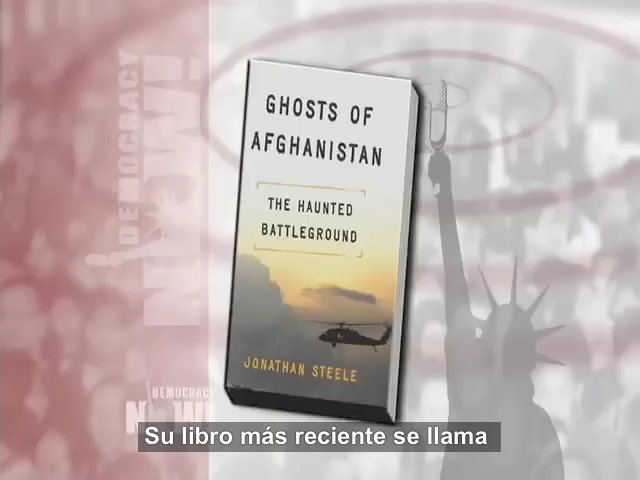 DEMOCRACY
NOW!
GHOSTS OF
AFGHANISTAN
THE HAUNTED
BATTLEGROUND
JONATHAN STEELE
DEMOCRACY
NOW!
Su libro más reciente se llama